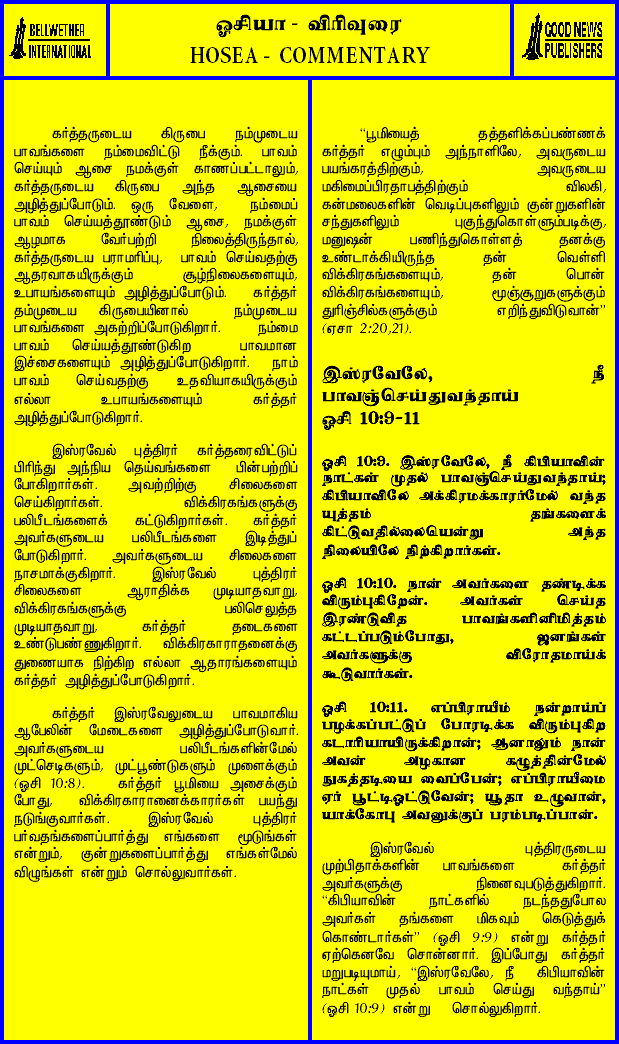 BELLWETHER
INTERNATIONAL
ஓசியா - விரிவுரை
HOSEA - COMMENTARY
GOOD NEWS
PUBLISHERS
கர்த்தருடைய கிருபை நம்முடைய
பாவங்களை நம்மைவிட்டு நீக்கும். பாவம்
செய்யும் ஆசை நமக்குள் காணப்பட்டாலும்,
கர்த்தருடைய கிருபை அந்த ஆசையை
அழித்துப்போடும். ஒரு வேளை, நம்மைப்
பாவம் செய்யத்தூண்டும் ஆசை, நமக்குள்
ஆழமாக வேர்பற்றி நிலைத்திருந்தால்,
கர்த்தருடைய பராமரிப்பு, பாவம் செய்வதற்கு
ஆதரவாகயிருக்கும் சூழ்நிலைகளையும்,
உபாயங்களையும் அழித்துப்போடும். கர்த்தர்
தம்முடைய கிருபையினால் நம்முடைய
பாவங்களை அகற்றிப்போடுகிறார். நம்மை
பாவம் செய்யத்தூண்டுகிற பாவமான
இச்சைகளையும் அழித்துப்போடுகிறார். நாம்
பாவம் செய்வதற்கு உதவியாகயிருக்கும்
எல்லா உபாயங்களையும் கர்த்தர்
அழித்துப்போடுகிறார்.
இஸ்ரவேல் புத்திரர் கர்த்தரைவிட்டுப்
பிரிந்து அந்நிய தெய்வங்களை பின்பற்றிப்
போகிறார்கள். அவற்றிற்கு சிலைகளை
செய்கிறார்கள். விக்கிரகங்களுக்கு
பலிபீடங்களைக் கட்டுகிறார்கள். கர்த்தர்
அவர்களுடைய பலிபீடங்களை இடித்துப்
போடுகிறார். அவர்களுடைய சிலைகளை
நாசமாக்குகிறார். இஸ்ரவேல் புத்திரர்
சிலைகளை ஆராதிக்க முடியாதவாறு,
விக்கிரகங்களுக்கு பலிசெலுத்த
முடியாதவாறு, கர்த்தர் தடைகளை
உண்டுபண்ணுகிறார். விக்கிரகாராதனைக்கு
துணையாக நிற்கிற எல்லா ஆதாரங்களையும்
கர்த்தர் அழித்துப்போடுகிறார்.
கர்த்தர் இஸ்ரவேலுடைய பாவமாகிய
ஆபேலின் மேடைகளை அழித்துப்போடுவார்.
அவர்களுடைய பலிபீடங்களின்மேல்
முட்செடிகளும், முட்பூண்டுகளும் முளைக்கும்
(ஓசி 10:8). கர்த்தர் பூமியை அசைக்கும்
போது, விக்கிரகாரானைக்காரர்கள் பயந்து
நடுங்குவார்கள். இஸ்ரவேல் புத்திரர்
பர்வதங்களைப்பார்த்து எங்களை மூடுங்கள்
என்றும், குன்றுகளைப்பார்த்து எங்கள்மேல்
விழுங்கள் என்றும் சொல்லுவார்கள்.
“பூமியைத் தத்தளிக்கப்பண்ணக்
கர்த்தர் எழும்பும் அந்நாளிலே, அவருடைய
பயங்கரத்திற்கும், அவருடைய
மகிமைப்பிரதாபத்திற்கும் விலகி,
கன்மலைகளின் வெடிப்புகளிலும் குன்றுகளின்
சந்துகளிலும் புகுந்துகொள்ளும்படிக்கு,
மனுஷன் பணிந்துகொள்ளத் தனக்கு
உண்டாக்கியிருந்த தன் வெள்ளி
விக்கிரகங்களையும், தன் பொன்
விக்கிரகங்களையும், மூஞ்சூறுகளுக்கும்
துரிஞ்சில்களுக்கும் எறிந்துவிடுவான்”
(ஏசா 2:20,21).
இஸ்ரவேலே, நீ
பாவஞ்செய்துவந்தாய்
ஓசி 10:9-11
ஓசி 10:9. இஸ்ரவேலே, நீ கிபியாவின்
நாட்கள் முதல் பாவஞ்செய்துவந்தாய்;
கிபியாவிலே அக்கிரமக்காரர்மேல் வந்த
யுத்தம் தங்களைக்
கிட்டுவதில்லையென்று அந்த
நிலையிலே நிற்கிறார்கள்.
ஓசி 10:10. நான் அவர்களை தண்டிக்க
விரும்புகிறேன். அவர்கள் செய்த
இரண்டுவித பாவங்களினிமித்தம்
கட்டப்படும்போது, ஜனங்கள்
அவர்களுக்கு விரோதமாய்க்
கூடுவார்கள்.
ஓசி 10:11. எப்பிராயீம் நன்றாய்ப்
பழக்கப்பட்டுப் போரடிக்க விரும்புகிற
கடாரியாயிருக்கிறான்; ஆனாலும் நான்
அவன் அழகான கழுத்தின்மேல்
நுகத்தடியை வைப்பேன்; எப்பிராயீமை
ஏர் பூட்டிஓட்டுவேன்; யூதா உழுவான்,
யாக்கோபு அவனுக்குப் பரம்படிப்பான்.
இஸ்ரவேல் புத்திரருடைய
முற்பிதாக்களின் பாவங்களை கர்த்தர்
அவர்களுக்கு நினைவுபடுத்துகிறார்.
“கிபியாவின் நாட்களில் நடந்ததுபோல
அவர்கள் தங்களை மிகவும் கெடுத்துக்
கொண்டார்கள்” (ஓசி 9:9) என்று கர்த்தர்
ஏற்கெனவே சொன்னார். இப்போது கர்த்தர்
மறுபடியுமாய், “இஸ்ரவேலே, நீ கிபியாவின்
நாட்கள் முதல் பாவம் செய்து வந்தாய்”
(ஓசி 10:9) என்று சொல்லுகிறார்.